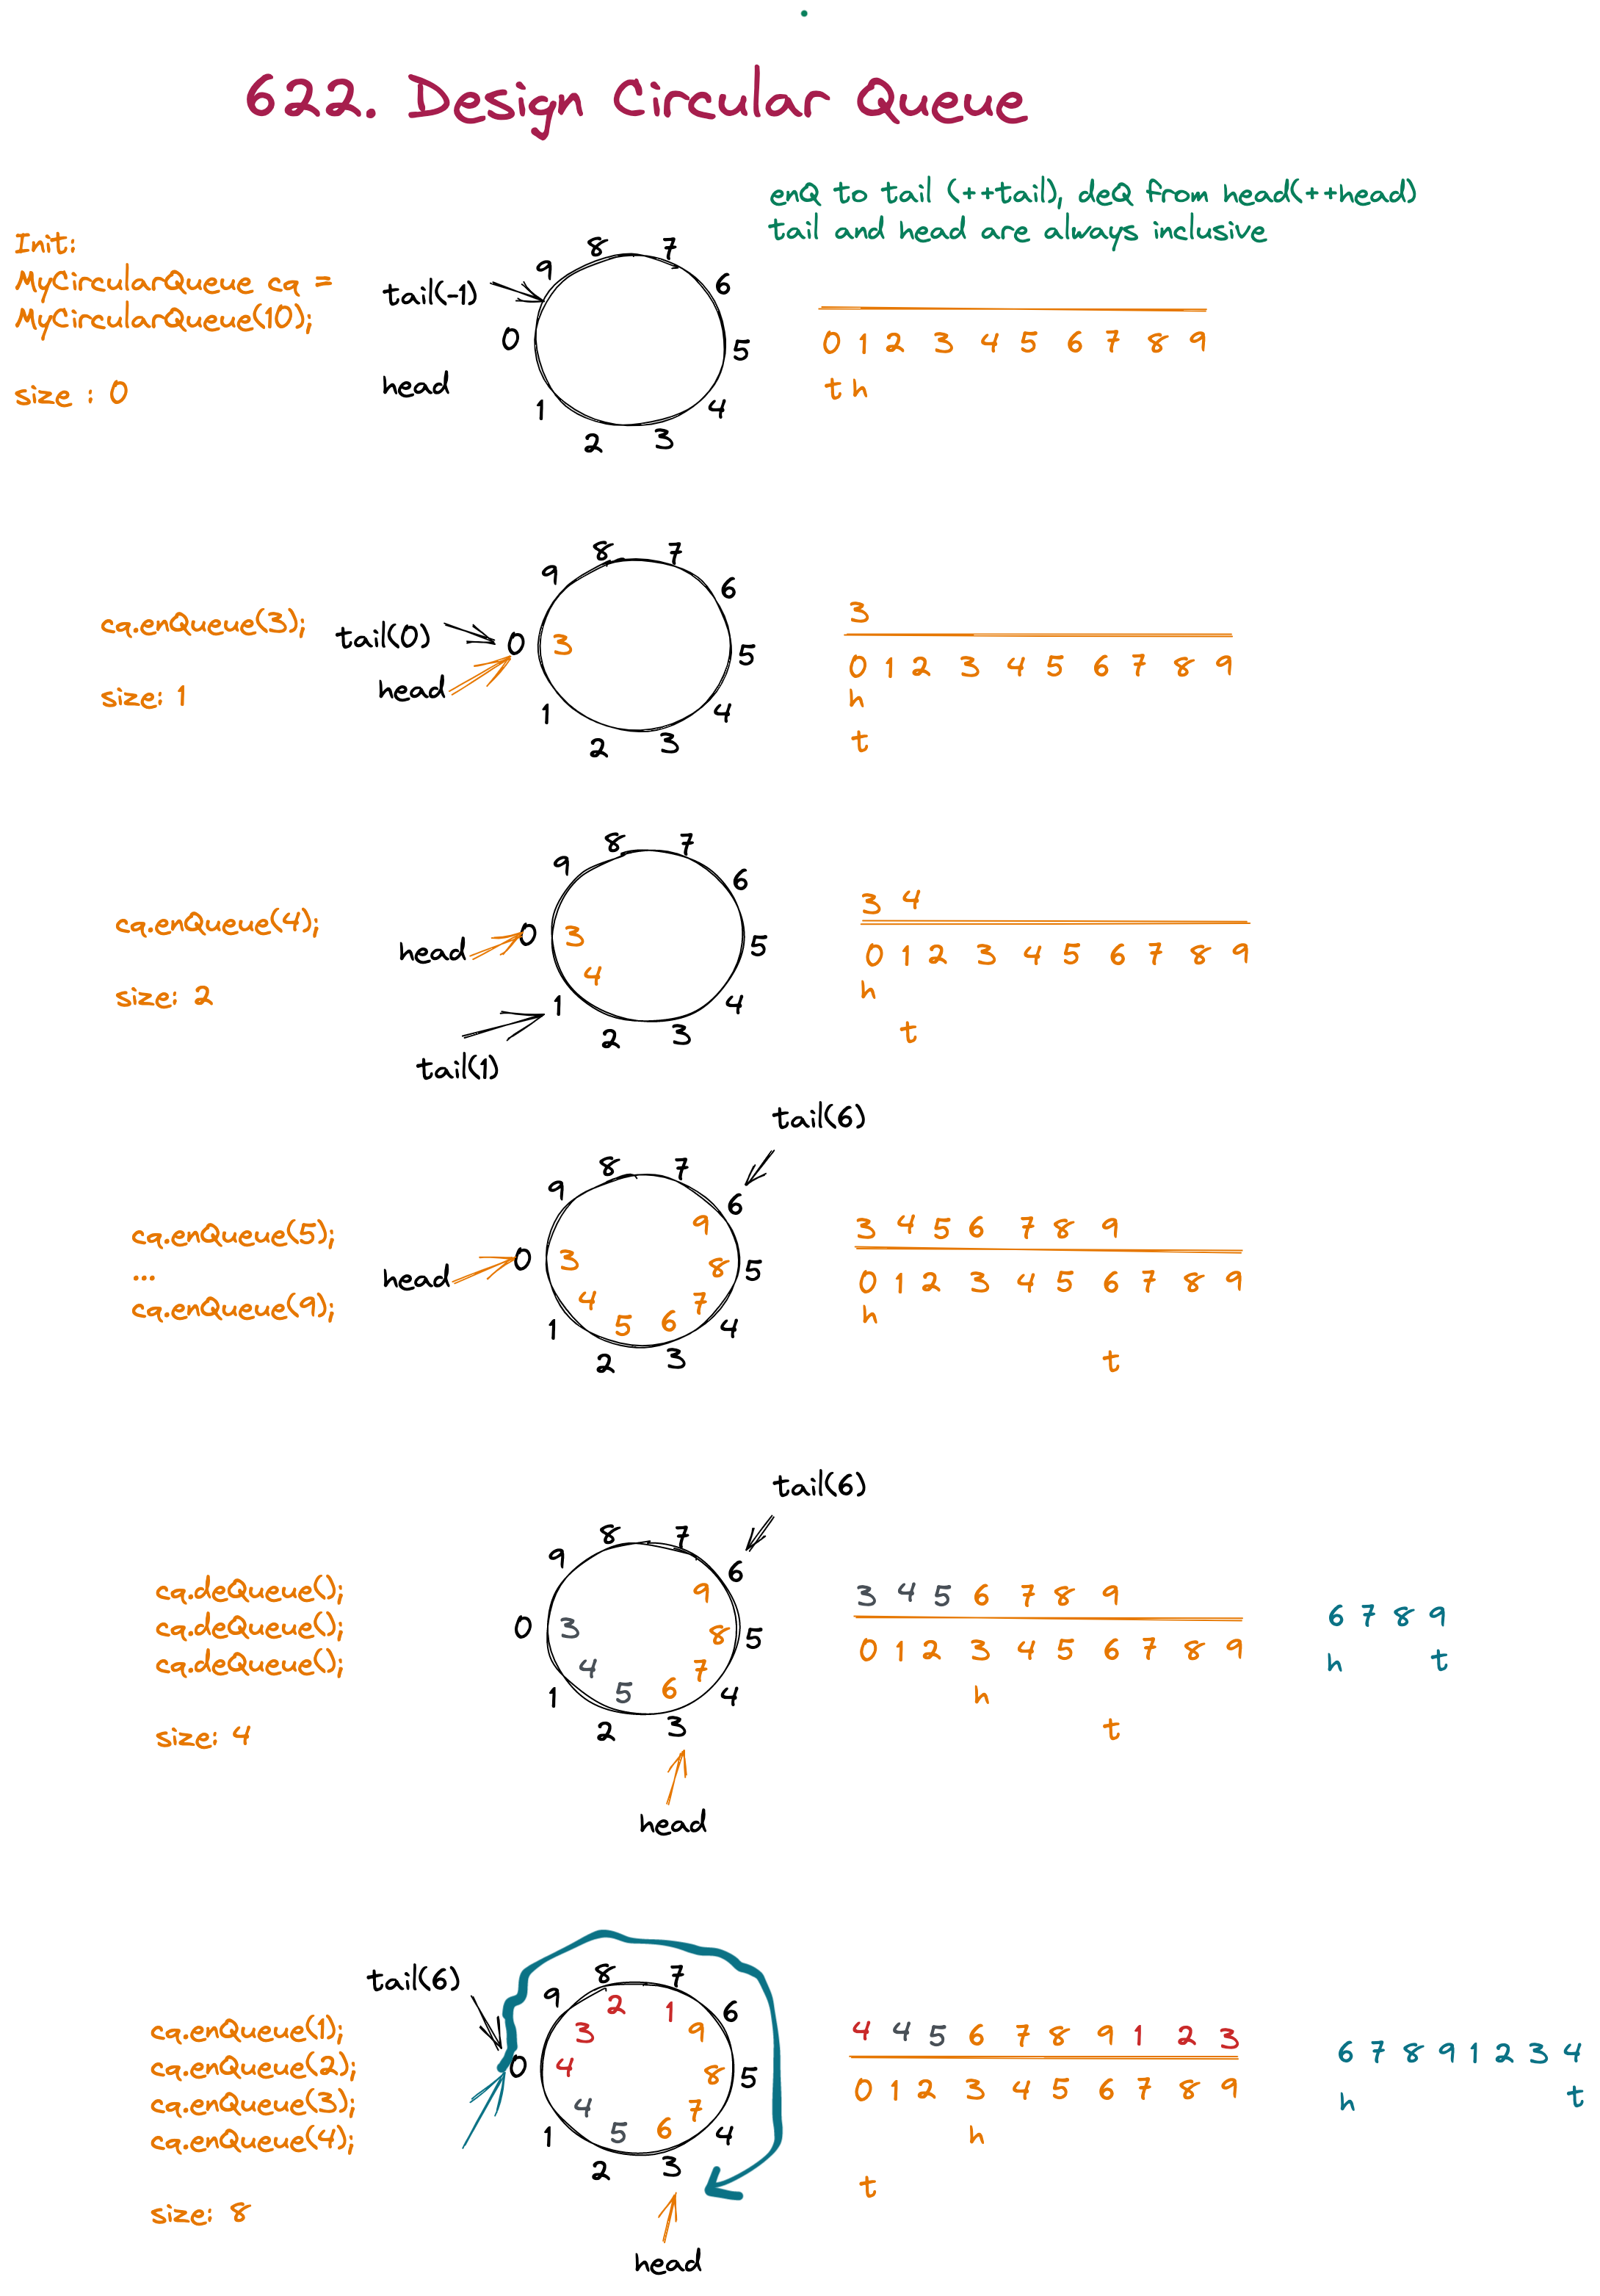 622. Design Circular Queue
enQ to tail (++tail), deQ from head(++head)
tail and head are always inclusive
Init:
MyCircularQueue cq =
MyCircularQueue(10);
size : 0
tail(-1)
head
9 8 7 6
0 5
1 2 3 4
0 1 2 3 4 5 6 7 8 9
t h
cq.enQueue(3);
size: 1
tail(0)
head
9 8 7 6
0 3 5
1 2 3 4
3
0 1 2 3 4 5 6 7 8 9
h
t
cq.enQueue(4);
size: 2
head
tail(1)
9 8 7 6
0 3 5
4
1 2 3 4
3 4
0 1 2 3 4 5 6 7 8 9
h
t
tail(6)
cq.enQueue(5);
...
cq.enQueue(9);
head
9 8 7 6
9
0 3 8 5
4 5 6 7
1 2 3 4
3 4 5 6 7 8 9
0 1 2 3 4 5 6 7 8 9
h
t
tail(6)
cq.deQueue();
cq.deQueue();
cq.deQueue();
size: 4
9 8 7 6
9
0 3 8 5
4 5 6 7
1 2 3 4
head
3 4 5 6 7 8 9
0 1 2 3 4 5 6 7 8 9
h
t
6 7 8 9
h t
tail(6)
cq.enQueue(1);
cq.enQueue(2);
cq.enQueue(3);
cq.enQueue(4);
size: 8
9 8 7 6
3 2 1 9
0 4 8 5
4 5 6 7
1 2 3 4
head
4 4 5 6 7 8 9 1 2 3
0 1 2 3 4 5 6 7 8 9
h
t
6 7 8 9 1 2 3 4
h t